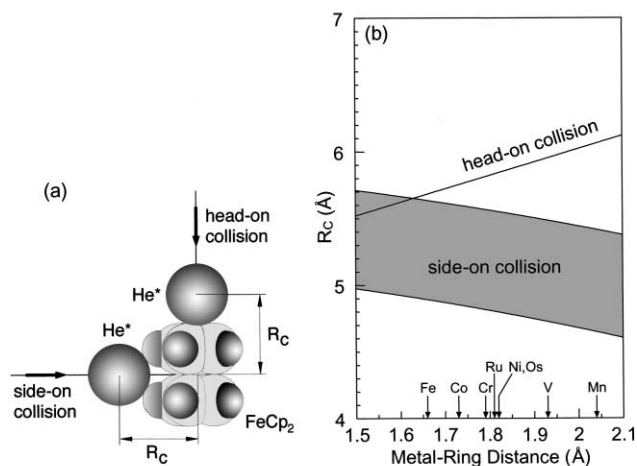 (a)
head-on
collision
He*
He*
R_C
side-on
collision
FeCp₂
R_C
(b)
7
6
5
4
R_C (Å)
head-on collision
side-on collision
Fe
Co
Cr
Ru
Ni,Os
V
Mn
1.5 1.6 1.7 1.8 1.9 2 2.1
Metal-Ring Distance (Å)